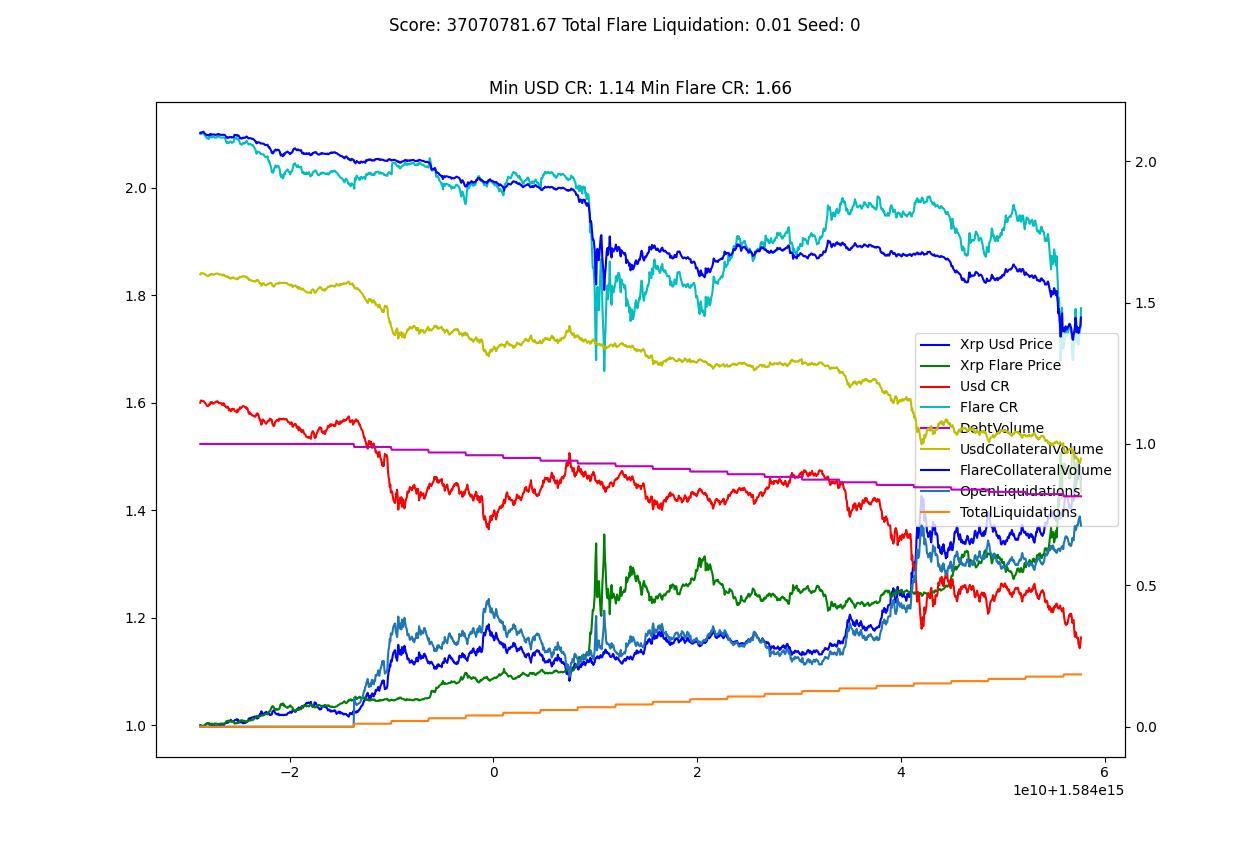 Score: 37070781.67 Total Flare Liquidation: 0.01 Seed: 0
Min USD CR: 1.14 Min Flare CR: 1.66
2.0
1.8
1.6
1.4
1.2
1.0
2.0
1.5
1.0
0.5
0.0
Xrp Usd Price
Xrp Flare Price
Usd CR
Flare CR
DebtVolume
UsdCollateralVolume
FlareCollateralVolume
OpenLiquidations
TotalLiquidations
−2
0
2
4
6
1e10+1.584e15